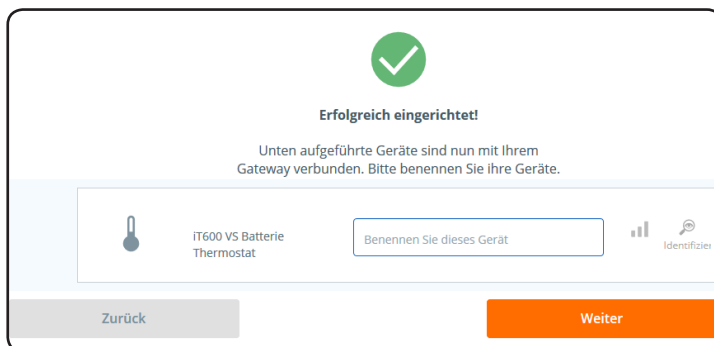 Erfolgreich eingerichtet!
Unten aufgeführte Geräte sind nun mit Ihrem
Gateway verbunden. Bitte benennen Sie ihre Geräte.
iT600 VS Batterie
Thermostat
Benennen Sie dieses Gerät
Identifizier
Zurück
Weiter